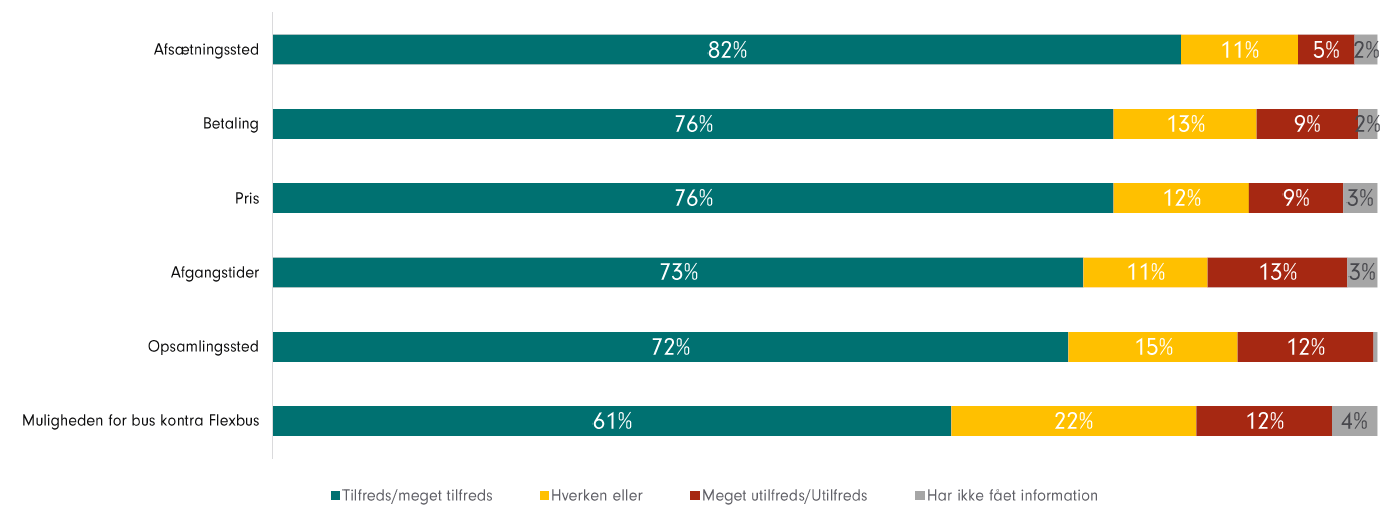 Afsætningssted 82% 11% 5% 2%
Betaling 76% 13% 9% 2%
Pris 76% 12% 9% 3%
Afgangstider 73% 11% 13% 3%
Opsamlingssted 72% 15% 12%
Muligheden for bus kontra Flexbus 61% 22% 12% 4%
Tilfreds/meget tilfreds Hverken eller Meget utilfreds/Utilfreds Har ikke fået information